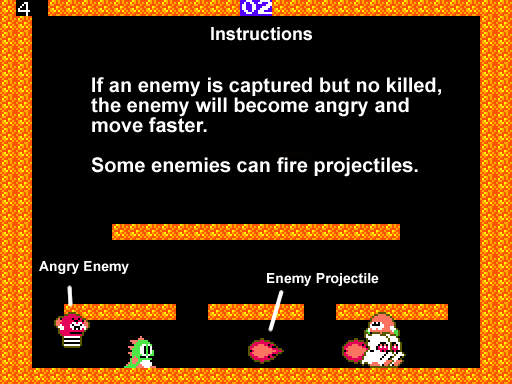 4
02
Instructions
If an enemy is captured but no killed,
the enemy will become angry and
move faster.
Some enemies can fire projectiles.
Angry Enemy
Enemy Projectile